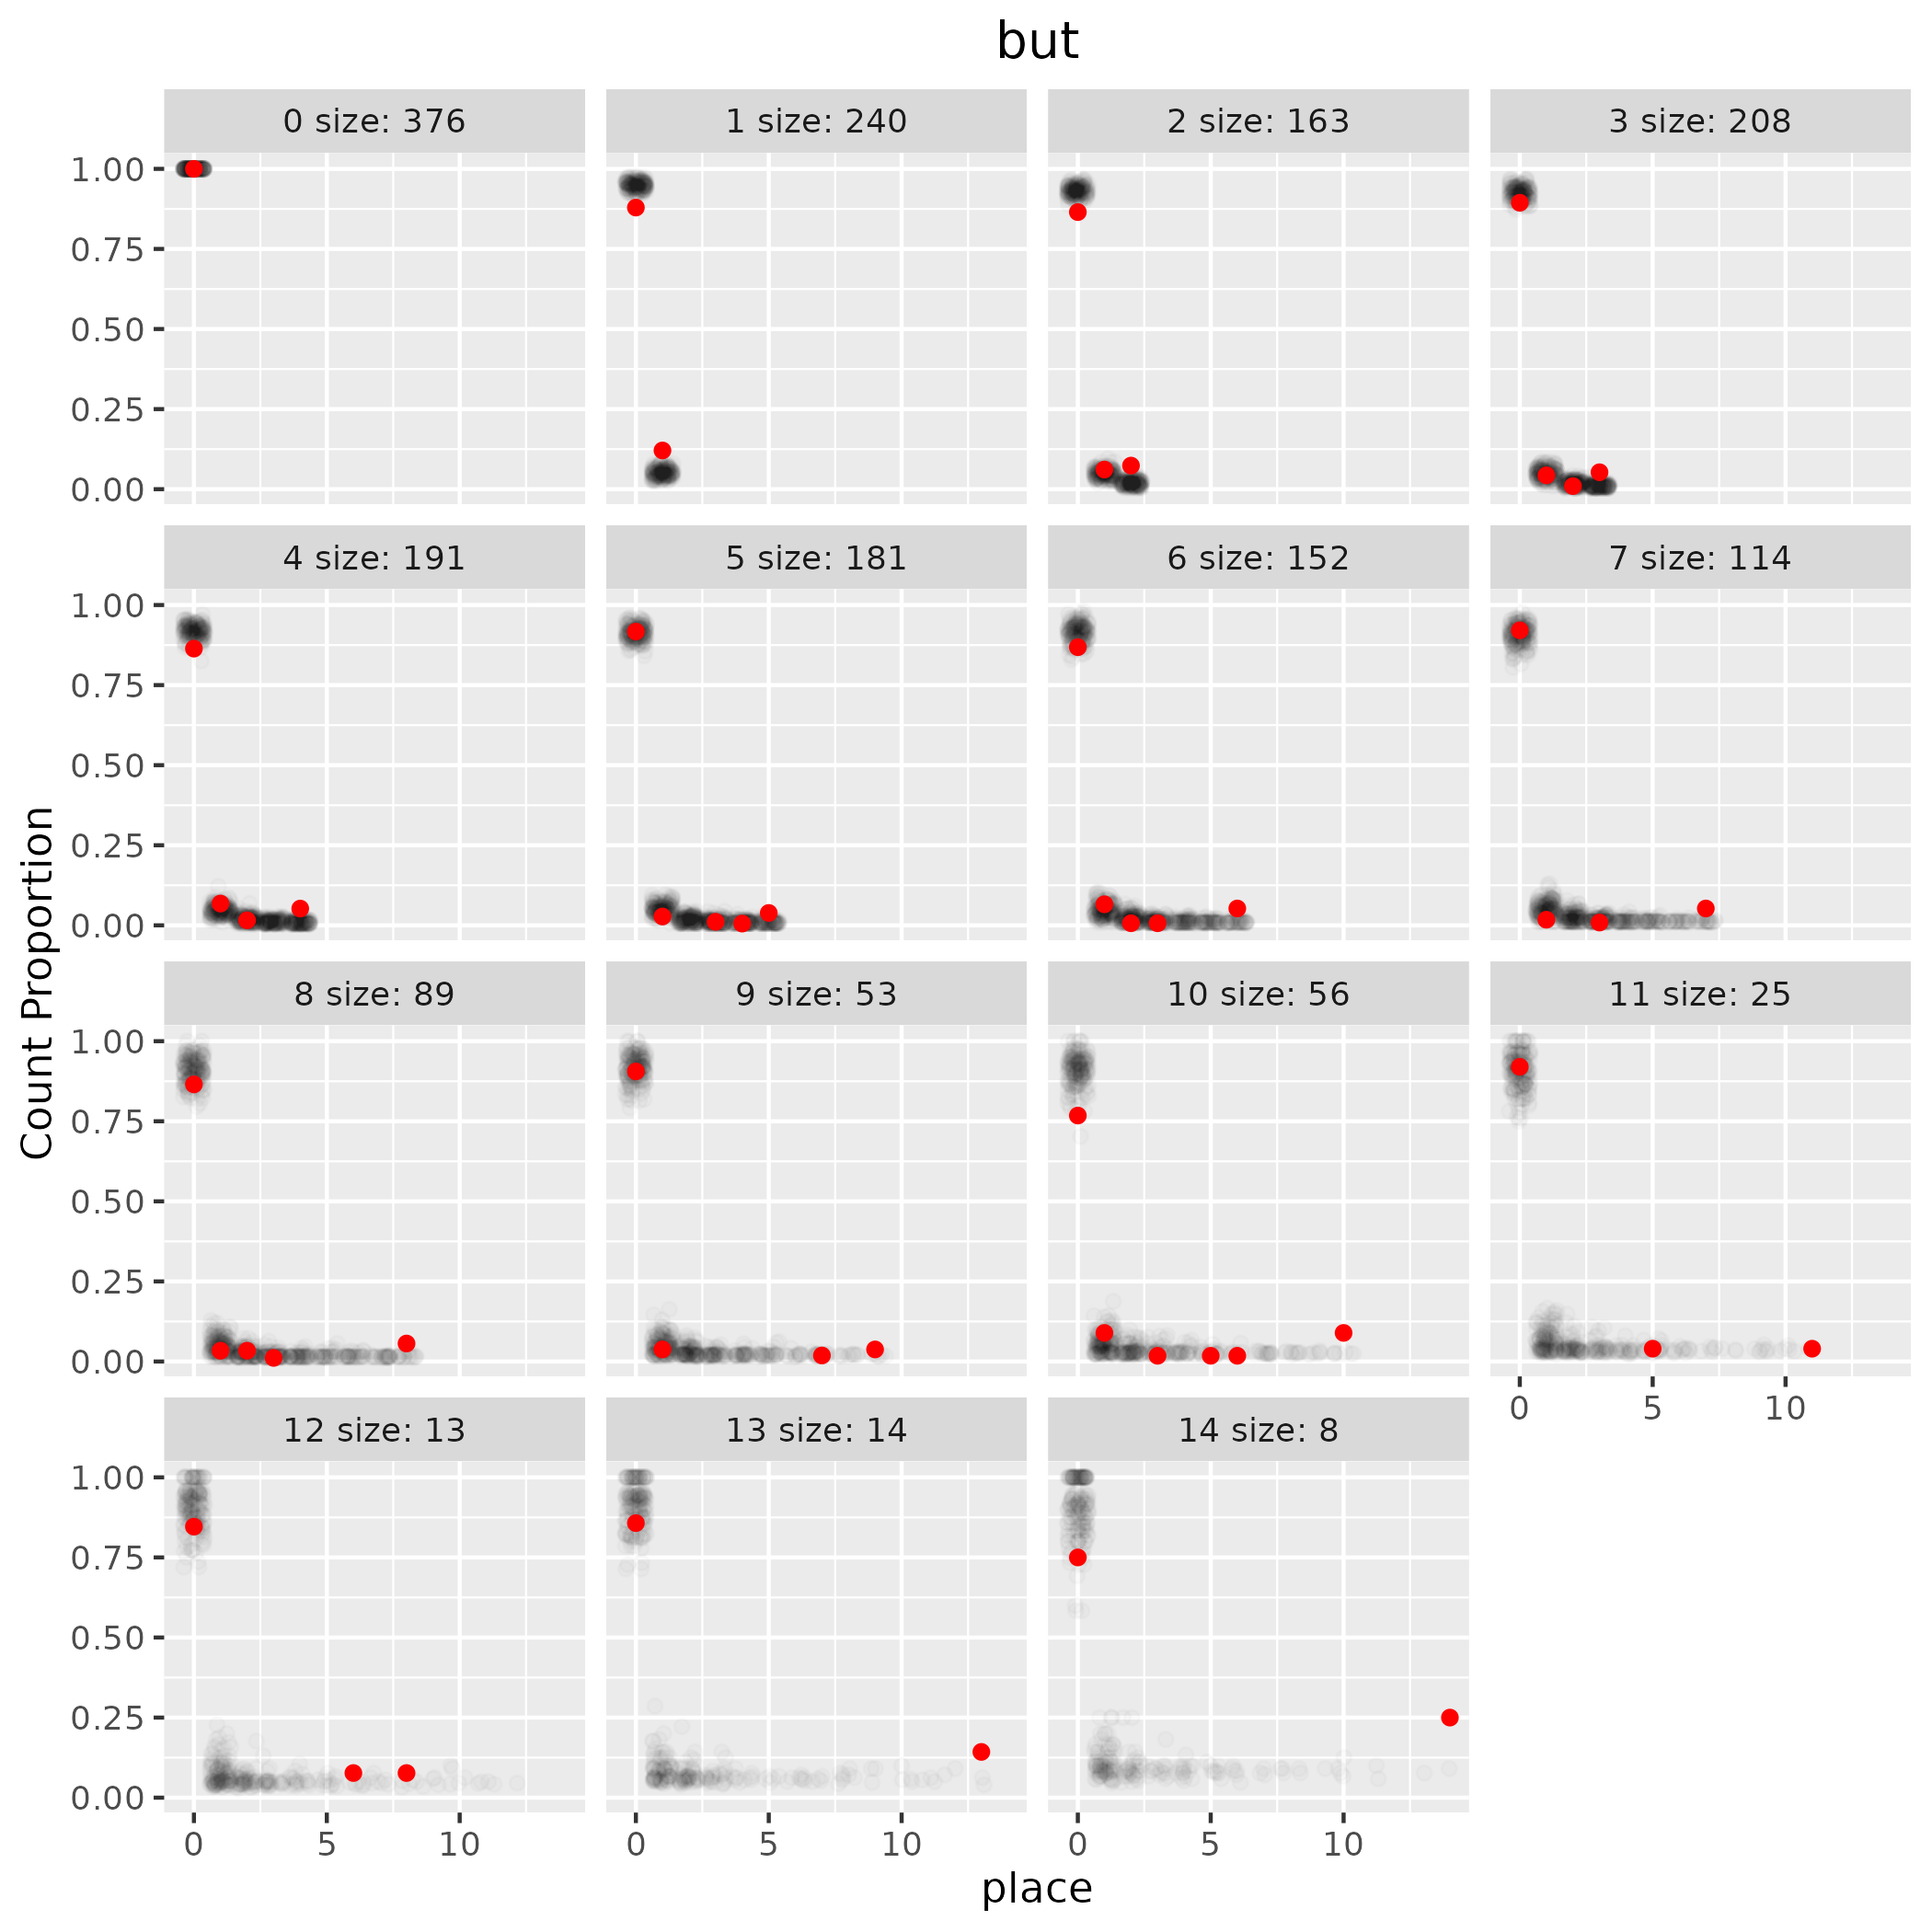 but
0 size: 376
1 size: 240
2 size: 163
3 size: 208
1.00
0.75
0.50
0.25
0.00
4 size: 191
5 size: 181
6 size: 152
7 size: 114
1.00
0.75
0.50
0.25
0.00
Count Proportion
8 size: 89
9 size: 53
10 size: 56
11 size: 25
1.00
0.75
0.50
0.25
0.00
0 5 10
12 size: 13
13 size: 14
14 size: 8
1.00
0.75
0.50
0.25
0.00
0 5 10
0 5 10
0 5 10
place